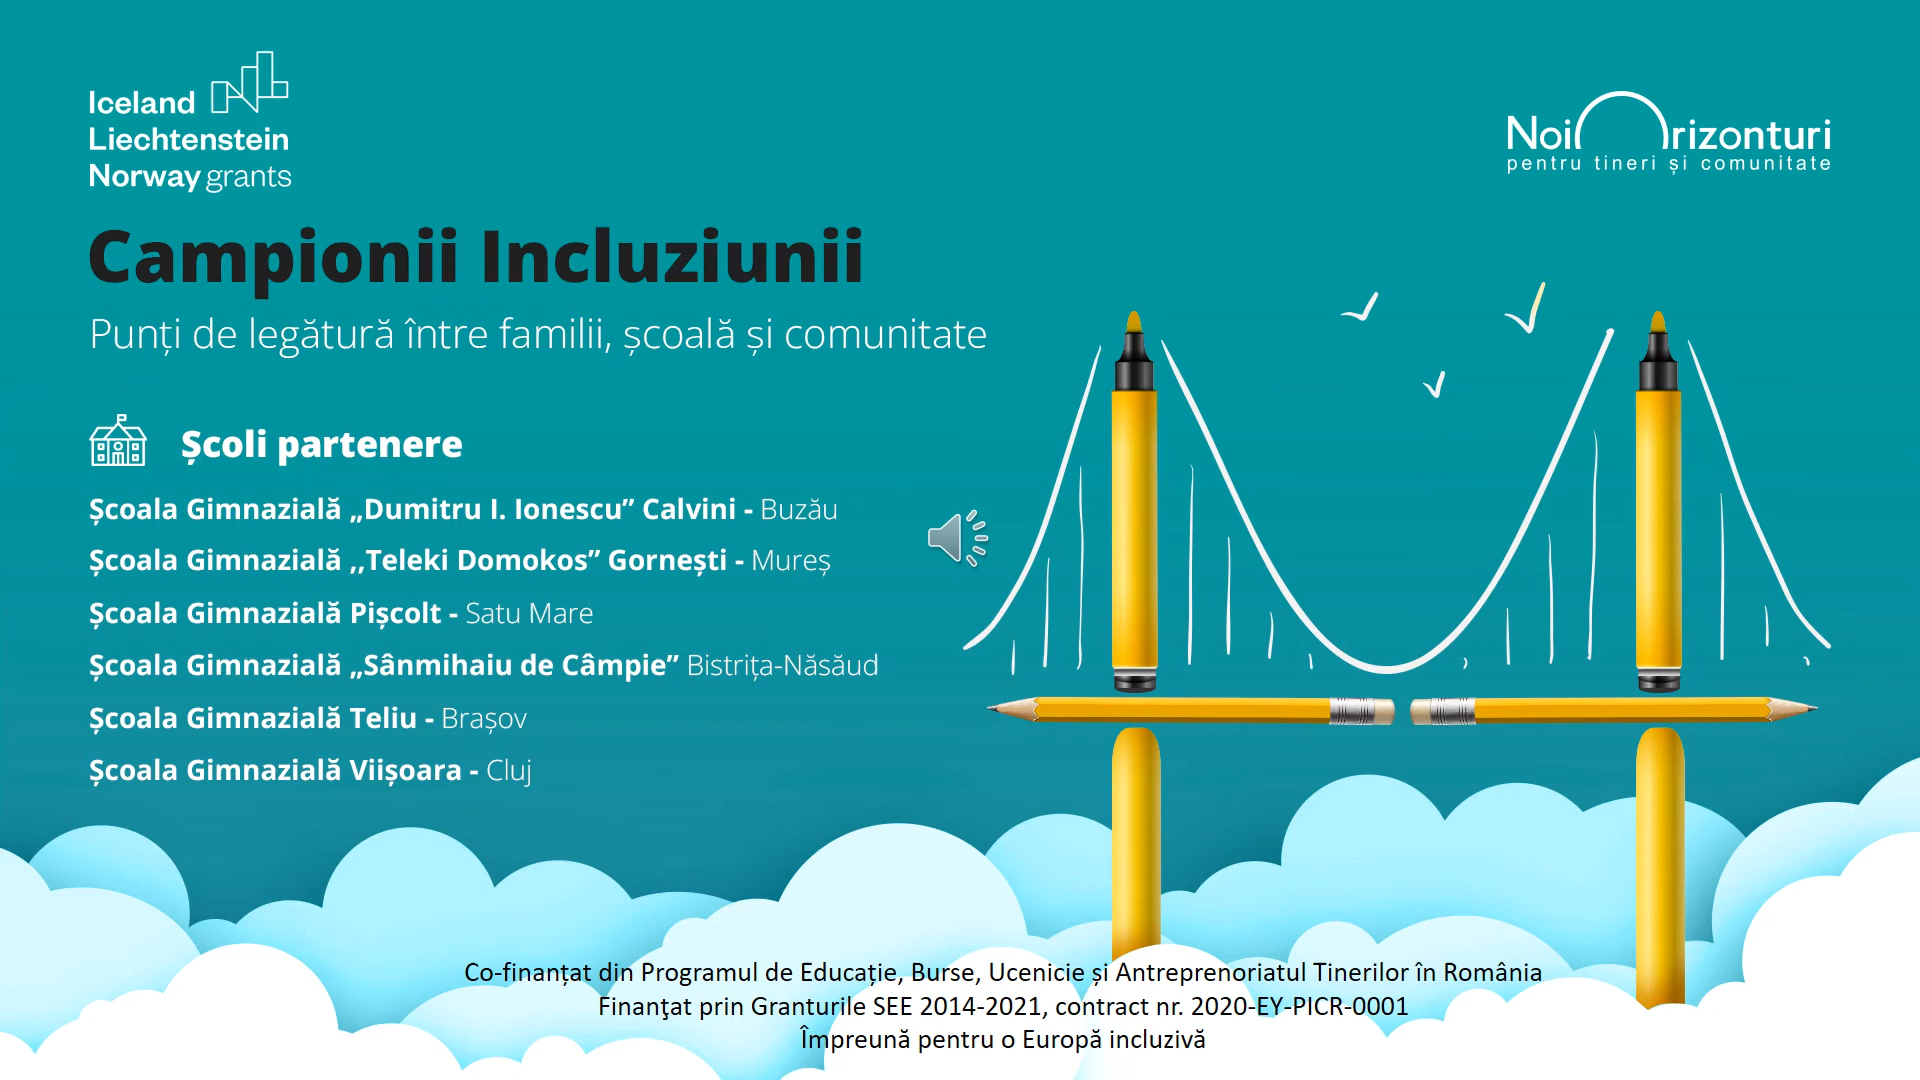 Iceland
Liechtenstein
Norway grants
Noi Orizonturi
pentru tineri și comunitate
Campionii Incluziunii
Punți de legătură între familii, școală și comunitate
Școli partenere
Școala Gimnazială „Dumitru I. Ionescu” Calvini - Buzău
Școala Gimnazială ,,Teleki Domokos” Gornești - Mureș
Școala Gimnazială Pișcolt - Satu Mare
Școala Gimnazială „Sânmihaiu de Câmpie” Bistrița-Năsăud
Școala Gimnazială Teliu - Brașov
Școala Gimnazială Viișoara - Cluj
Co-finanțat din Programul de Educație, Burse, Ucenicie și Antreprenoriatul Tinerilor în România
Finanţat prin Granturile SEE 2014-2021, contract nr. 2020-EY-PICR-0001
Împreună pentru o Europă incluzivă